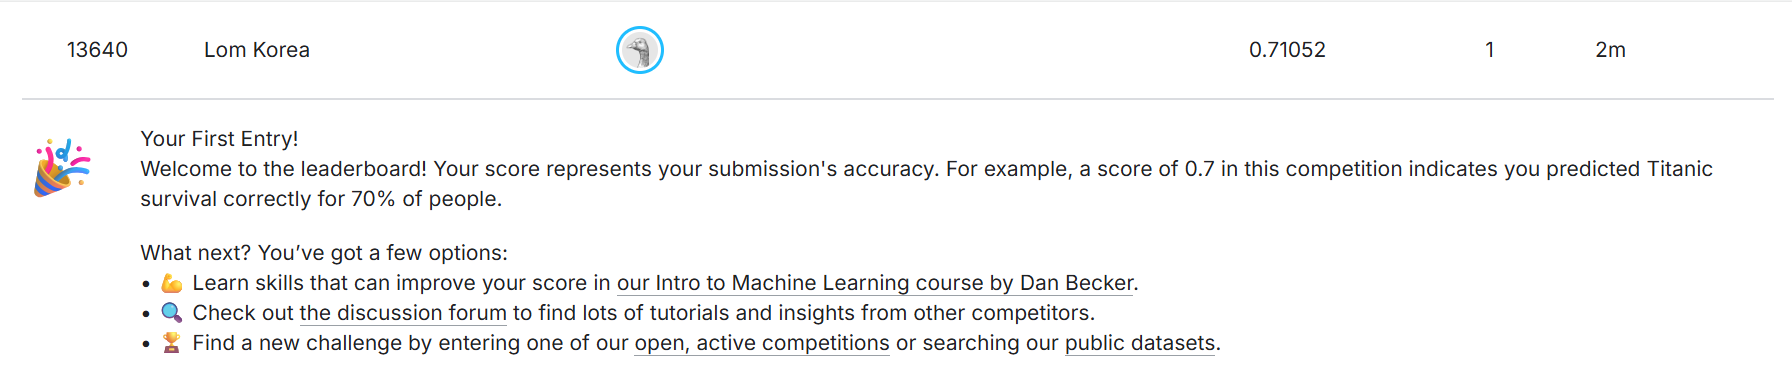 13640 Lom Korea 0.71052 1 2m
Your First Entry!
Welcome to the leaderboard! Your score represents your submission's accuracy. For example, a score of 0.7 in this competition indicates you predicted Titanic
survival correctly for 70% of people.
What next? You’ve got a few options:
• 💪 Learn skills that can improve your score in our Intro to Machine Learning course by Dan Becker.
• 🔍 Check out the discussion forum to find lots of tutorials and insights from other competitors.
• 🏆 Find a new challenge by entering one of our open, active competitions or searching our public datasets.